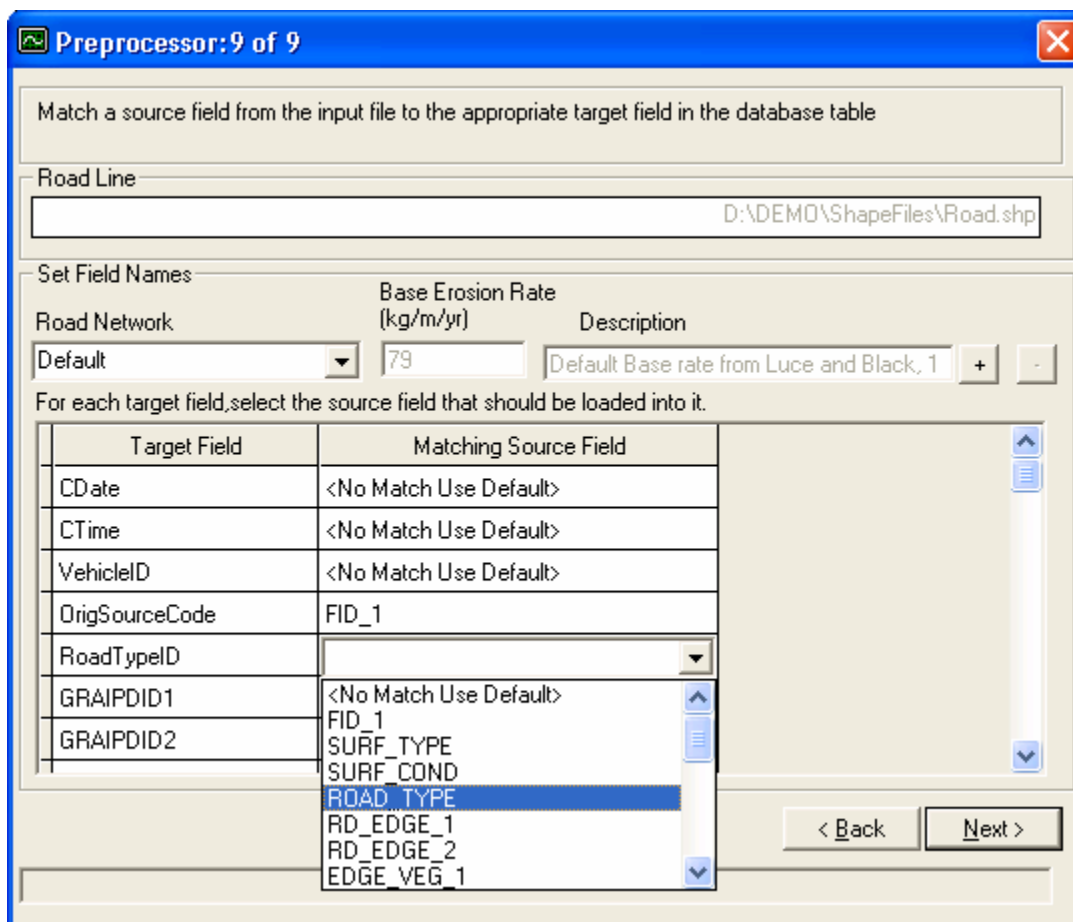 Preprocessor: 9 of 9
Match a source field from the input file to the appropriate target field in the database table
Road Line
D:\DEMO\ShapeFiles\Road.shp
Set Field Names
Base Erosion Rate
Road Network (kg/m/yr) Description
Default 79 Default Base rate from Luce and Black, 1 + -
For each target field,select the source field that should be loaded into it.
Target Field Matching Source Field
CDate <No Match Use Default>
CTime <No Match Use Default>
VehicleID <No Match Use Default>
OrigSourceCode FID_1
RoadTypeID
GRAIPDID1 <No Match Use Default>
FID_1
GRAIPDID2 SURF_TYPE
SURF_COND
ROAD_TYPE
RD_EDGE_1
RD_EDGE_2
EDGE_VEG_1
< Back Next >